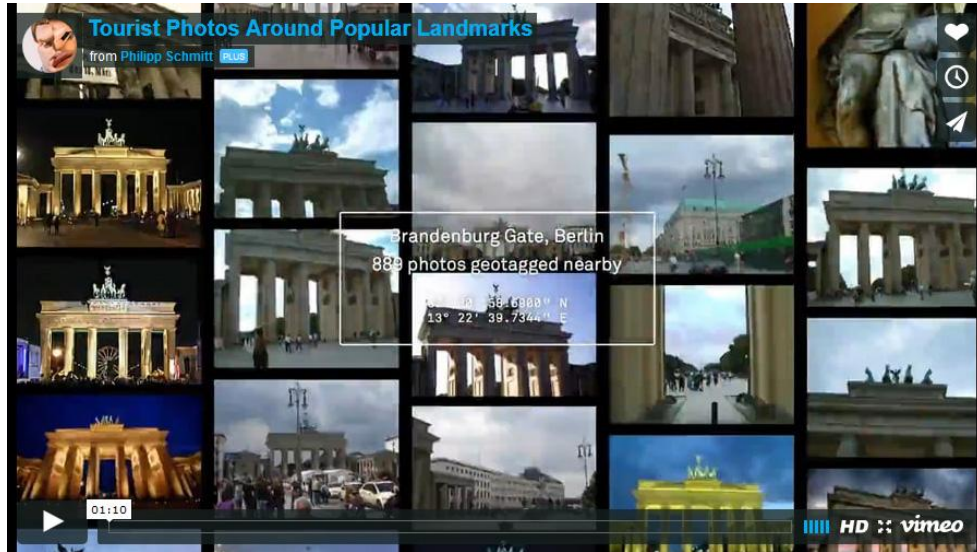 Tourist Photos Around Popular Landmarks
from Philipp Schmitt PLUS
Brandenburg Gate, Berlin
889 photos geotagged nearby
N
13° 22' 39.7344" E
01:10
HD vimeo